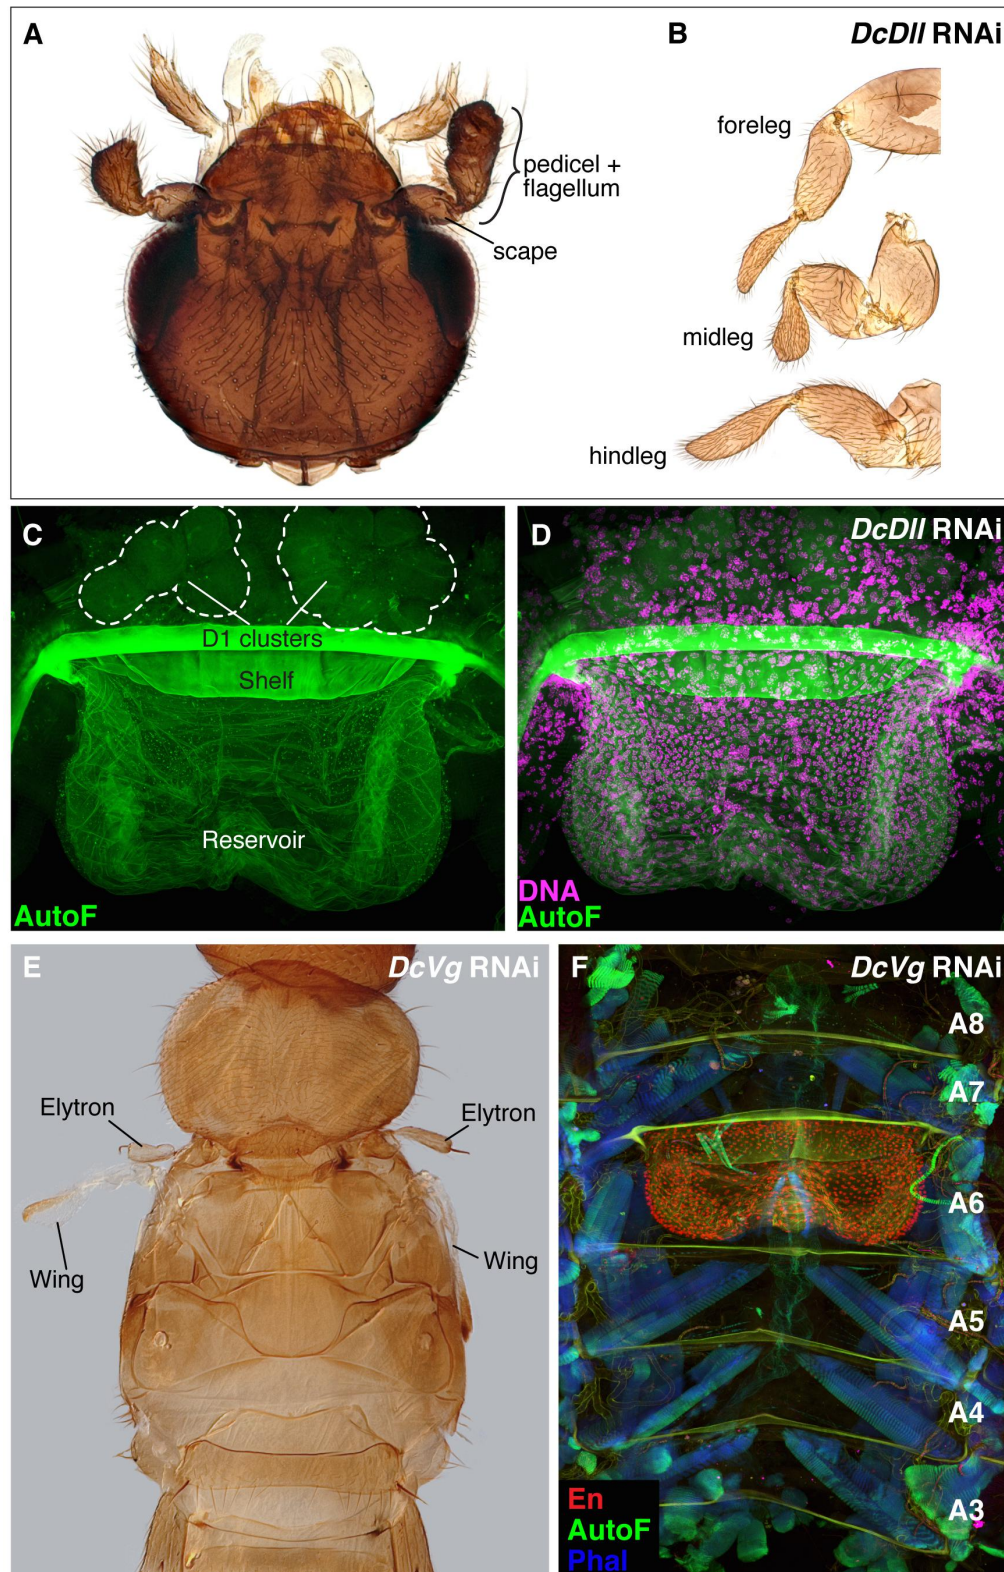 A
B
DcDll RNAi
foreleg
pedicel +
flagellum
scape
midleg
hindleg
C
D
DcDll RNAi
D1 clusters
Shelf
Reservoir
AutoF
DNA
AutoF
E
DcVg RNAi
Elytron
Elytron
Wing
Wing
F
DcVg RNAi
A8
A7
A6
A5
A4
A3
En
AutoF
Phal